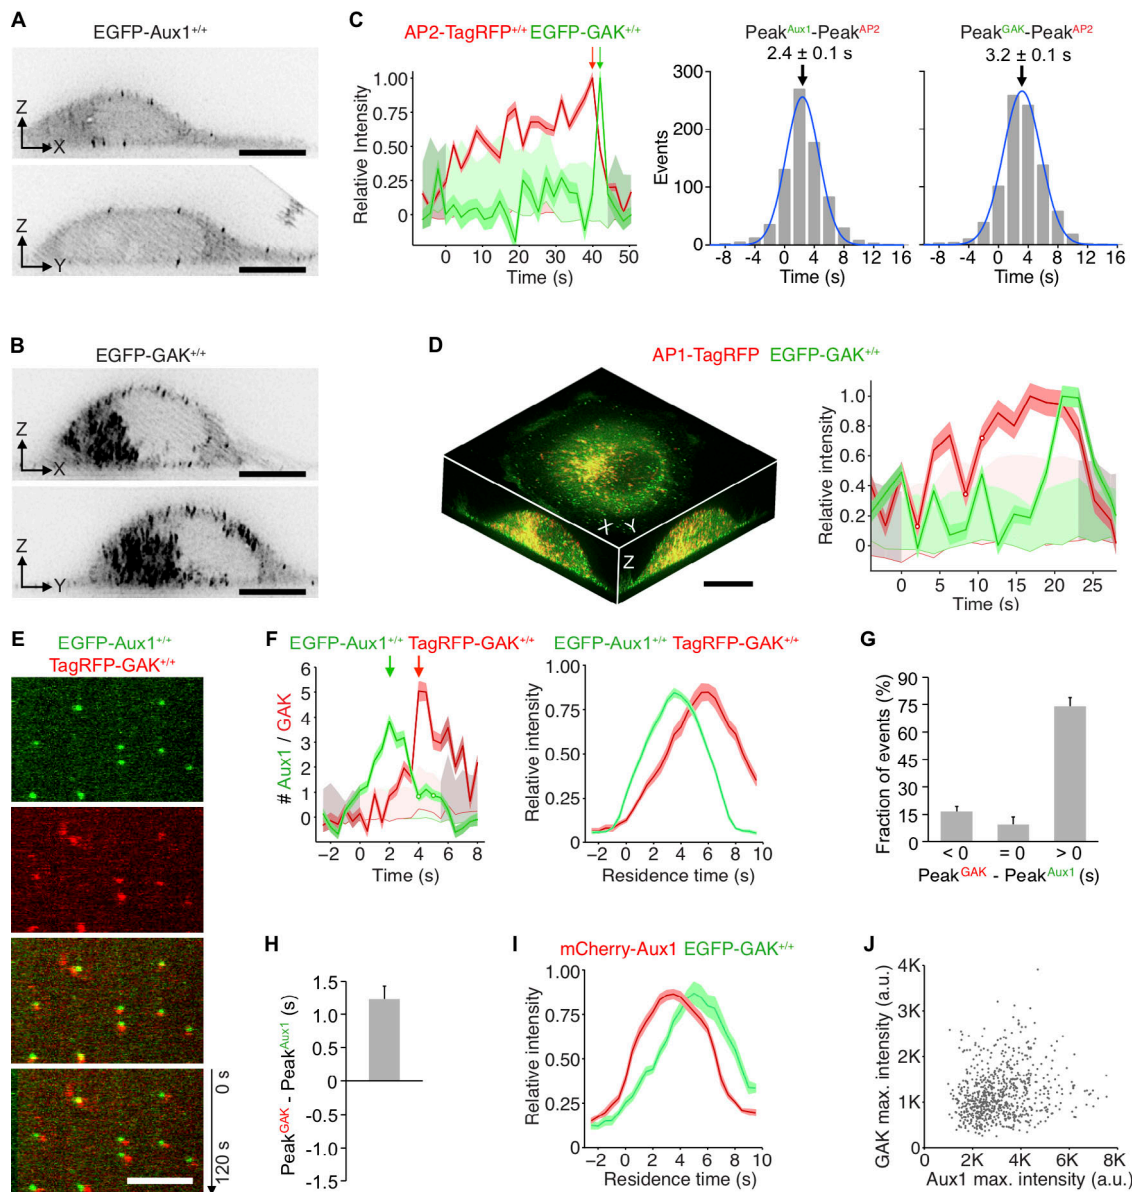 A
EGFP-Aux1+/+
Z
X
Z
Y
B
EGFP-GAK+/+
Z
X
Z
Y
C
AP2-TagRFP+/+ EGFP-GAK+/+
Relative Intensity
1.00
0.75
0.50
0.25
0
0 10 20 30 40 50
Time (s)
PeakAux1-PeakAP2
2.4 ± 0.1 s
Events
300
200
100
0
-8 -4 0 4 8 12 16
Time (s)
PeakGAK-PeakAP2
3.2 ± 0.1 s
-8 -4 0 4 8 12 16
Time (s)
D
AP1-TagRFP EGFP-GAK+/+
X Y
Z
Relative intensity
1.0
0.8
0.6
0.4
0.2
0
0 5 10 15 20 25
Time (s)
E
EGFP-Aux1+/+
TagRFP-GAK+/+
0 s
120 s
F
EGFP-Aux1+/+ TagRFP-GAK+/+
# Aux1 / GAK
6
5
4
3
2
1
0
−2 0 2 4 6 8
Time (s)
EGFP-Aux1+/+ TagRFP-GAK+/+
Relative intensity
1.00
0.75
0.50
0.25
0
−2 0 2 4 6 8 10
Residence time (s)
G
Fraction of events (%)
90
75
60
45
30
15
0
< 0 = 0 > 0
PeakGAK - PeakAux1 (s)
H
PeakGAK - PeakAux1 (s)
1.5
1.0
0.5
0
-0.5
-1.0
-1.5
I
mCherry-Aux1 EGFP-GAK+/+
Relative intensity
1.00
0.75
0.50
0.25
0
−2 0 2 4 6 8 10
Residence time (s)
J
GAK max. intensity (a.u.)
4K
3K
2K
1K
0
0 2K 4K 6K 8K
Aux1 max. intensity (a.u.)